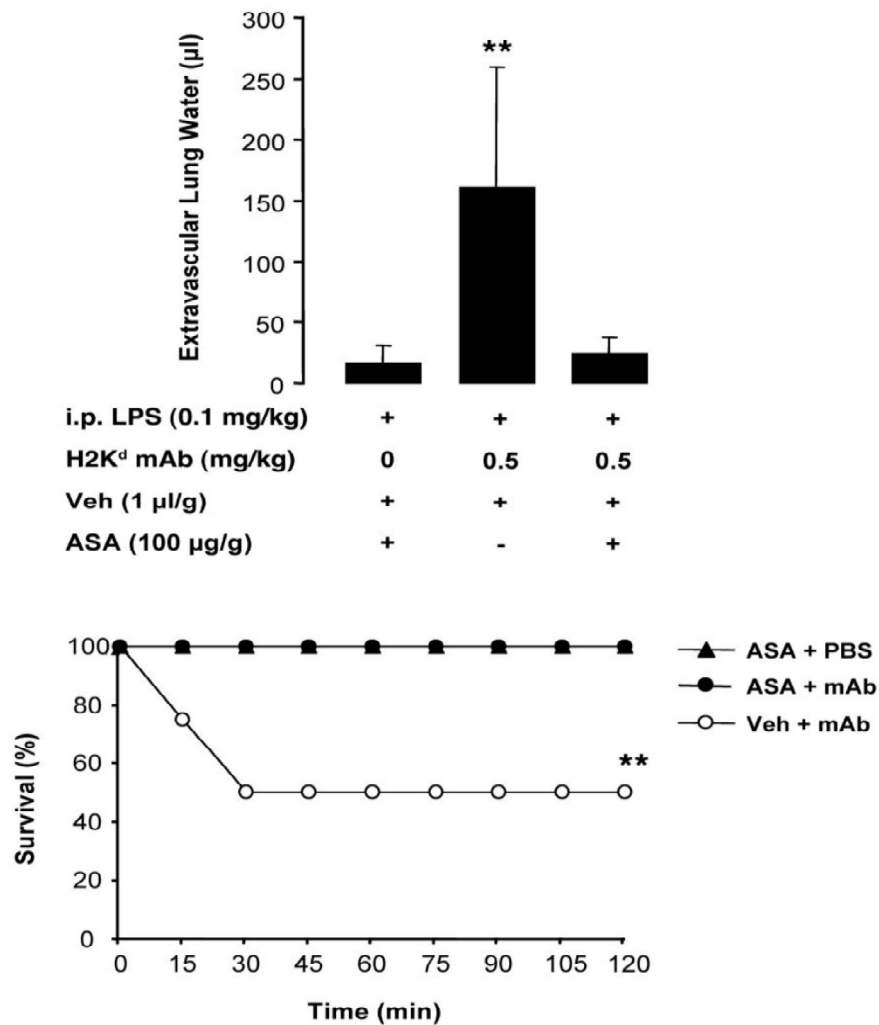 300
**
250
200
150
100
50
0
Extravascular Lung Water (µl)
i.p. LPS (0.1 mg/kg) + + +
H2Kᵈ mAb (mg/kg) 0 0.5 0.5
Veh (1 µl/g) + + +
ASA (100 µg/g) + - +
100
80
60
40
20
0
Survival (%)
**
ASA + PBS
ASA + mAb
Veh + mAb
0 15 30 45 60 75 90 105 120
Time (min)